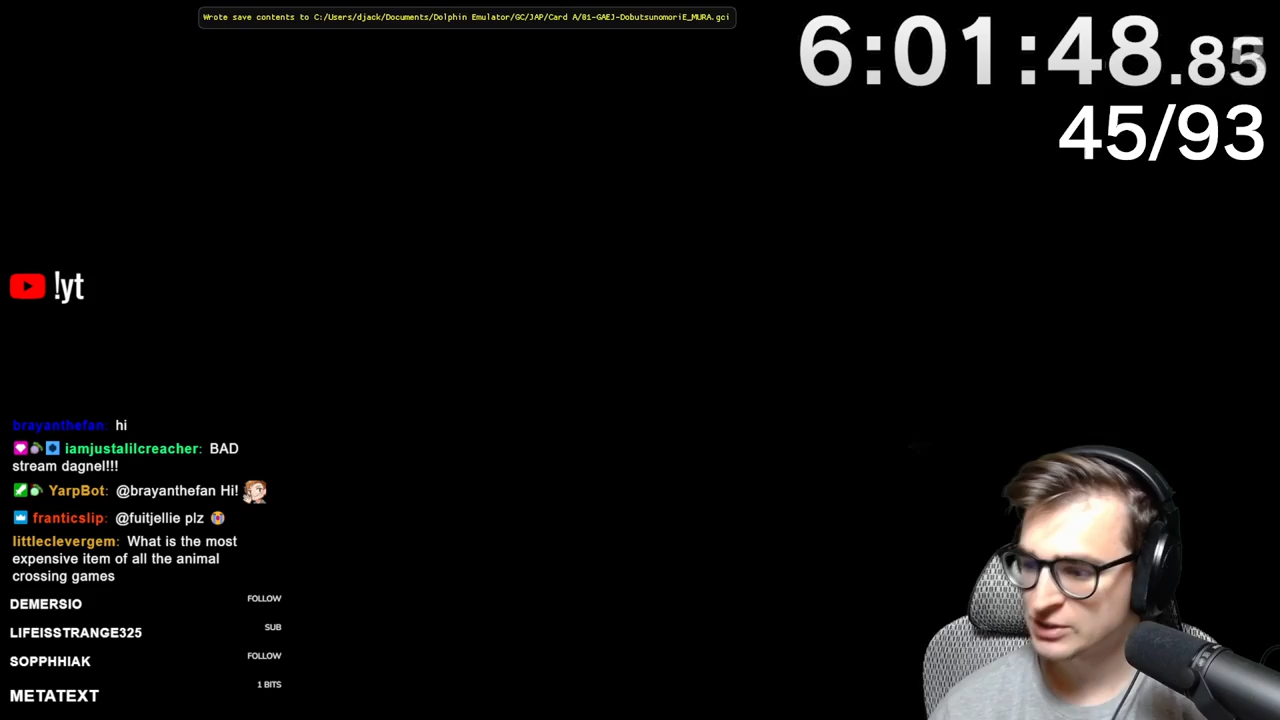 Wrote save contents to C:/Users/djack/Documents/Dolphin Emulator/GC/JAP/Card A/01-GAEJ-DobutsunomoriE_MURA.gci
6:01:48.85
45/93
!yt
brayanthefan: hi
iamjustalilcreacher: BAD
stream dagnel!!!
YarpBot: @brayanthefan Hi!
franticslip: @fuitjellie plz
littleclevergem: What is the most
expensive item of all the animal
crossing games
DEMERSIO FOLLOW
LIFEISSTRANGE325 SUB
SOPPHHIAK FOLLOW
METATEXT 1 BITS